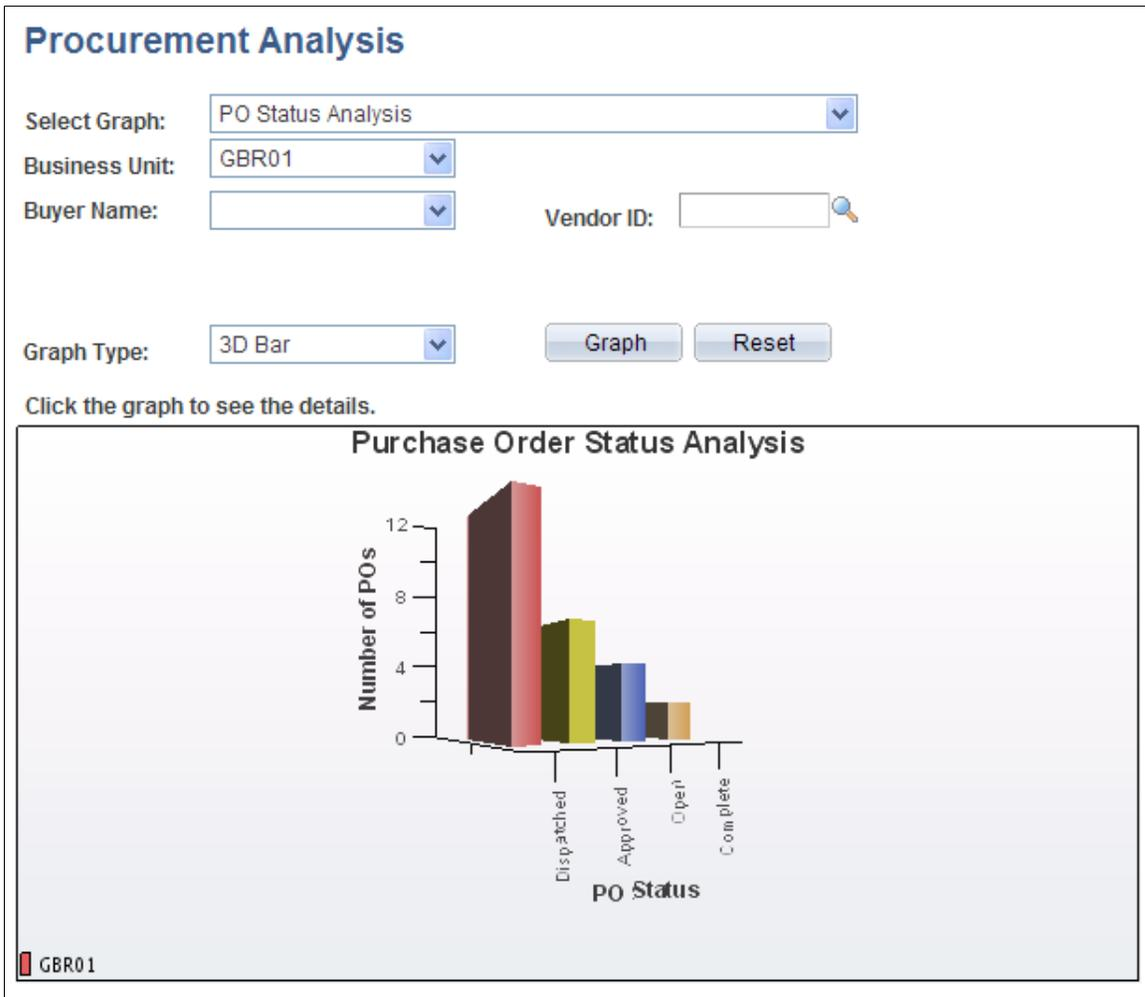 Procurement Analysis
Select Graph: PO Status Analysis
Business Unit: GBR01
Buyer Name: Vendor ID:
Graph Type: 3D Bar Graph Reset
Click the graph to see the details.
Purchase Order Status Analysis
12
8
4
0
Number of POs
Dispatched
Approved
Open
Complete
PO Status
GBR01